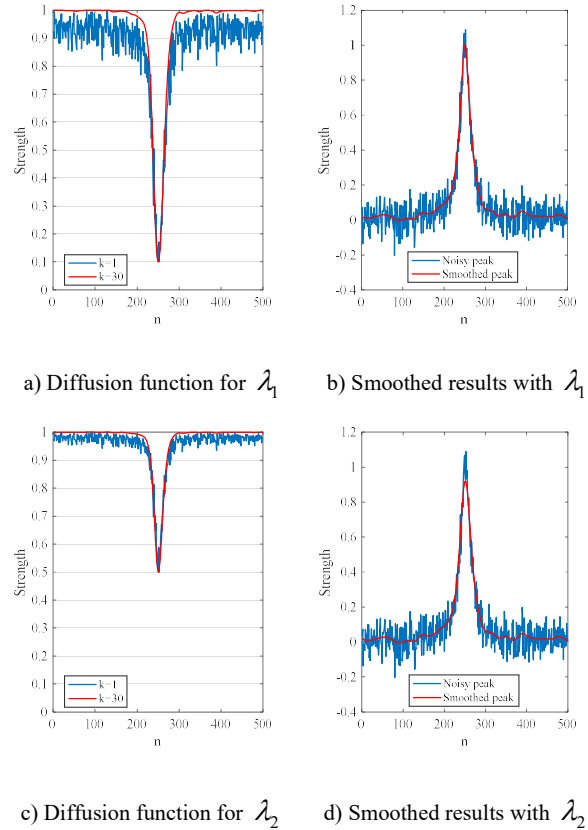 1
0.9
0.8
0.7
0.6
0.5
0.4
0.3
0.2
0.1
0
Strength
k=1
k=30
0 100 200 300 400 500
n
1.2
1
0.8
0.6
0.4
0.2
0
-0.2
-0.4
Strength
Noisy peak
Smoothed peak
0 100 200 300 400 500
n
a) Diffusion function for λ₁
b) Smoothed results with λ₁
1
0.9
0.8
0.7
0.6
0.5
0.4
0.3
0.2
0.1
0
Strength
k=1
k=30
0 100 200 300 400 500
n
1.2
1
0.8
0.6
0.4
0.2
0
-0.2
-0.4
Strength
Noisy peak
Smoothed peak
0 100 200 300 400 500
n
c) Diffusion function for λ₂
d) Smoothed results with λ₂